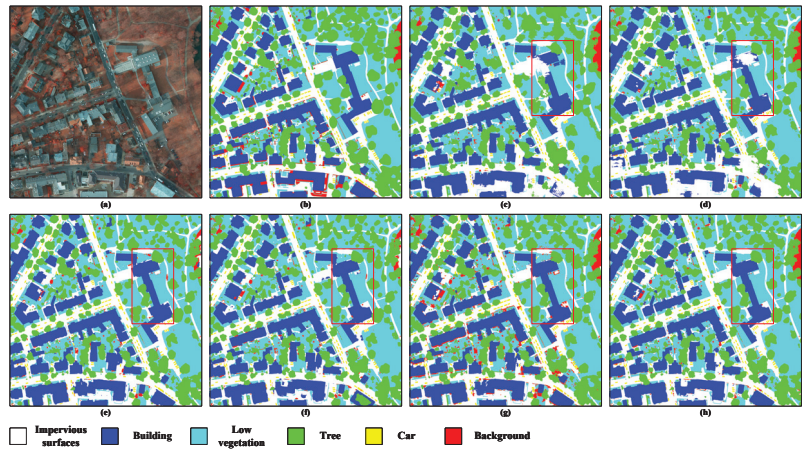 (a)
(b)
(c)
(d)
(e)
(f)
(g)
(h)
Impervious
surfaces
Building
Low
vegetation
Tree
Car
Background